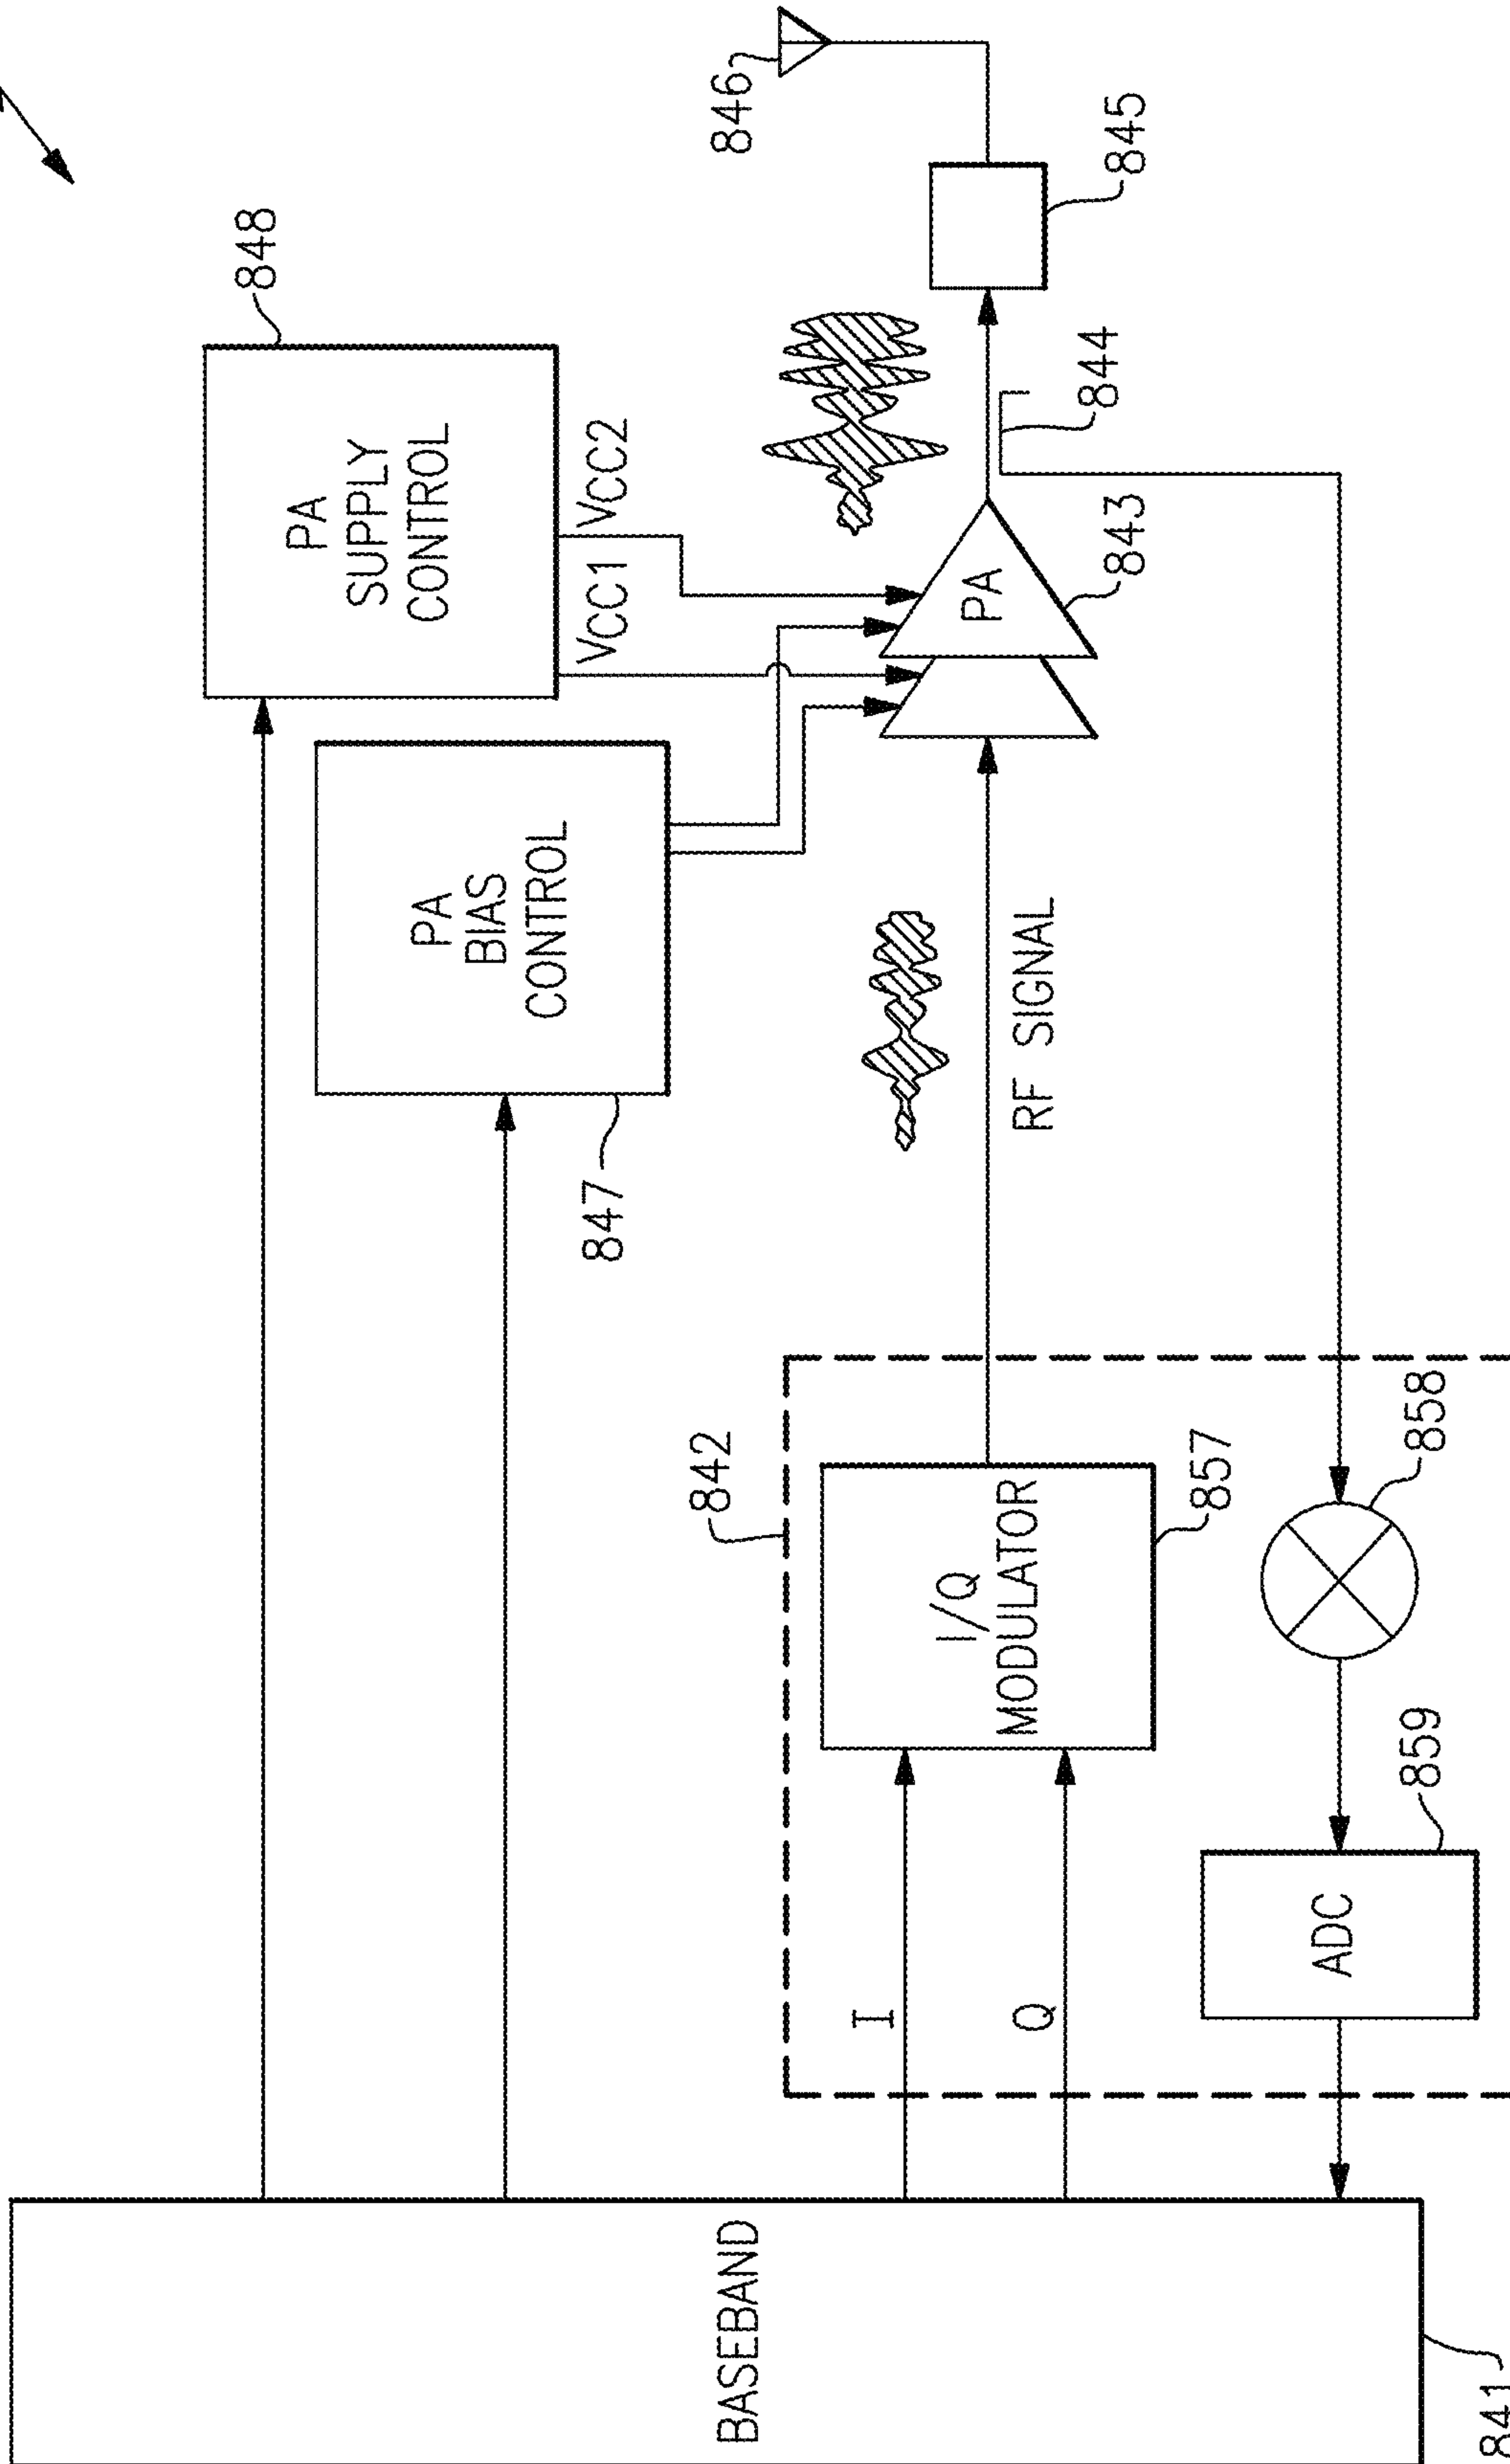 848
PA
SUPPLY
CONTROL
VCC1
VCC2
PA
BIAS
CONTROL
847
846
845
844
PA
843
RF SIGNAL
842
I/Q
MODULATOR
857
I
Q
858
ADC
859
BASEBAND
841